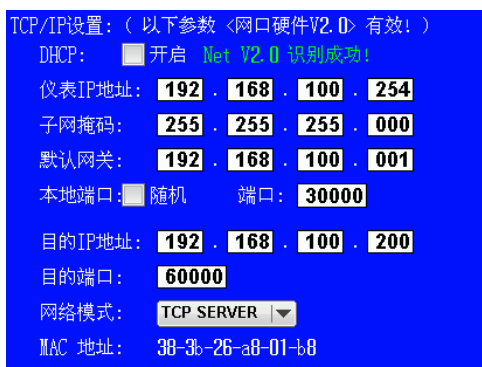 TCP/IP设置：（ 以下参数 〈网口硬件V2.0〉 有效！）
DHCP： 开启 Net V2.0 识别成功！
仪表IP地址： 192 . 168 . 100 . 254
子网掩码： 255 . 255 . 255 . 000
默认网关： 192 . 168 . 100 . 001
本地端口： 随机 端口： 30000
目的IP地址： 192 . 168 . 100 . 200
目的端口： 60000
网络模式： TCP SERVER
MAC 地址： 38-3b-26-a8-01-b8